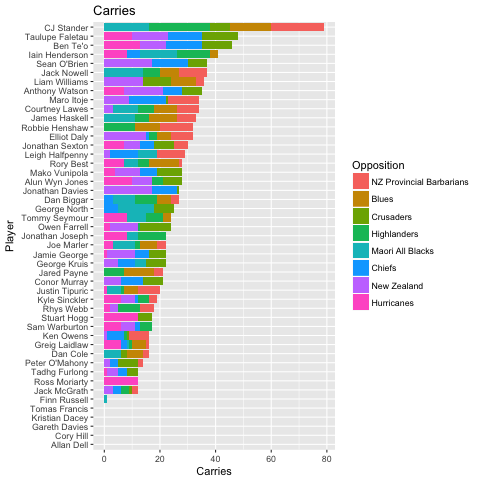 Carries
Player
CJ Stander
Taulupe Faletau
Ben Te'o
Iain Henderson
Sean O'Brien
Jack Nowell
Liam Williams
Anthony Watson
Maro Itoje
Courtney Lawes
James Haskell
Robbie Henshaw
Elliot Daly
Jonathan Sexton
Leigh Halfpenny
Rory Best
Mako Vunipola
Alun Wyn Jones
Jonathan Davies
Dan Biggar
George North
Tommy Seymour
Owen Farrell
Jonathan Joseph
Joe Marler
Jamie George
George Kruis
Jared Payne
Conor Murray
Justin Tipuric
Kyle Sinckler
Rhys Webb
Stuart Hogg
Sam Warburton
Ken Owens
Greig Laidlaw
Dan Cole
Peter O'Mahony
Tadhg Furlong
Ross Moriarty
Jack McGrath
Finn Russell
Tomas Francis
Kristian Dacey
Gareth Davies
Cory Hill
Allan Dell
0 20 40 60 80
Carries
Opposition
NZ Provincial Barbarians
Blues
Crusaders
Highlanders
Maori All Blacks
Chiefs
New Zealand
Hurricanes